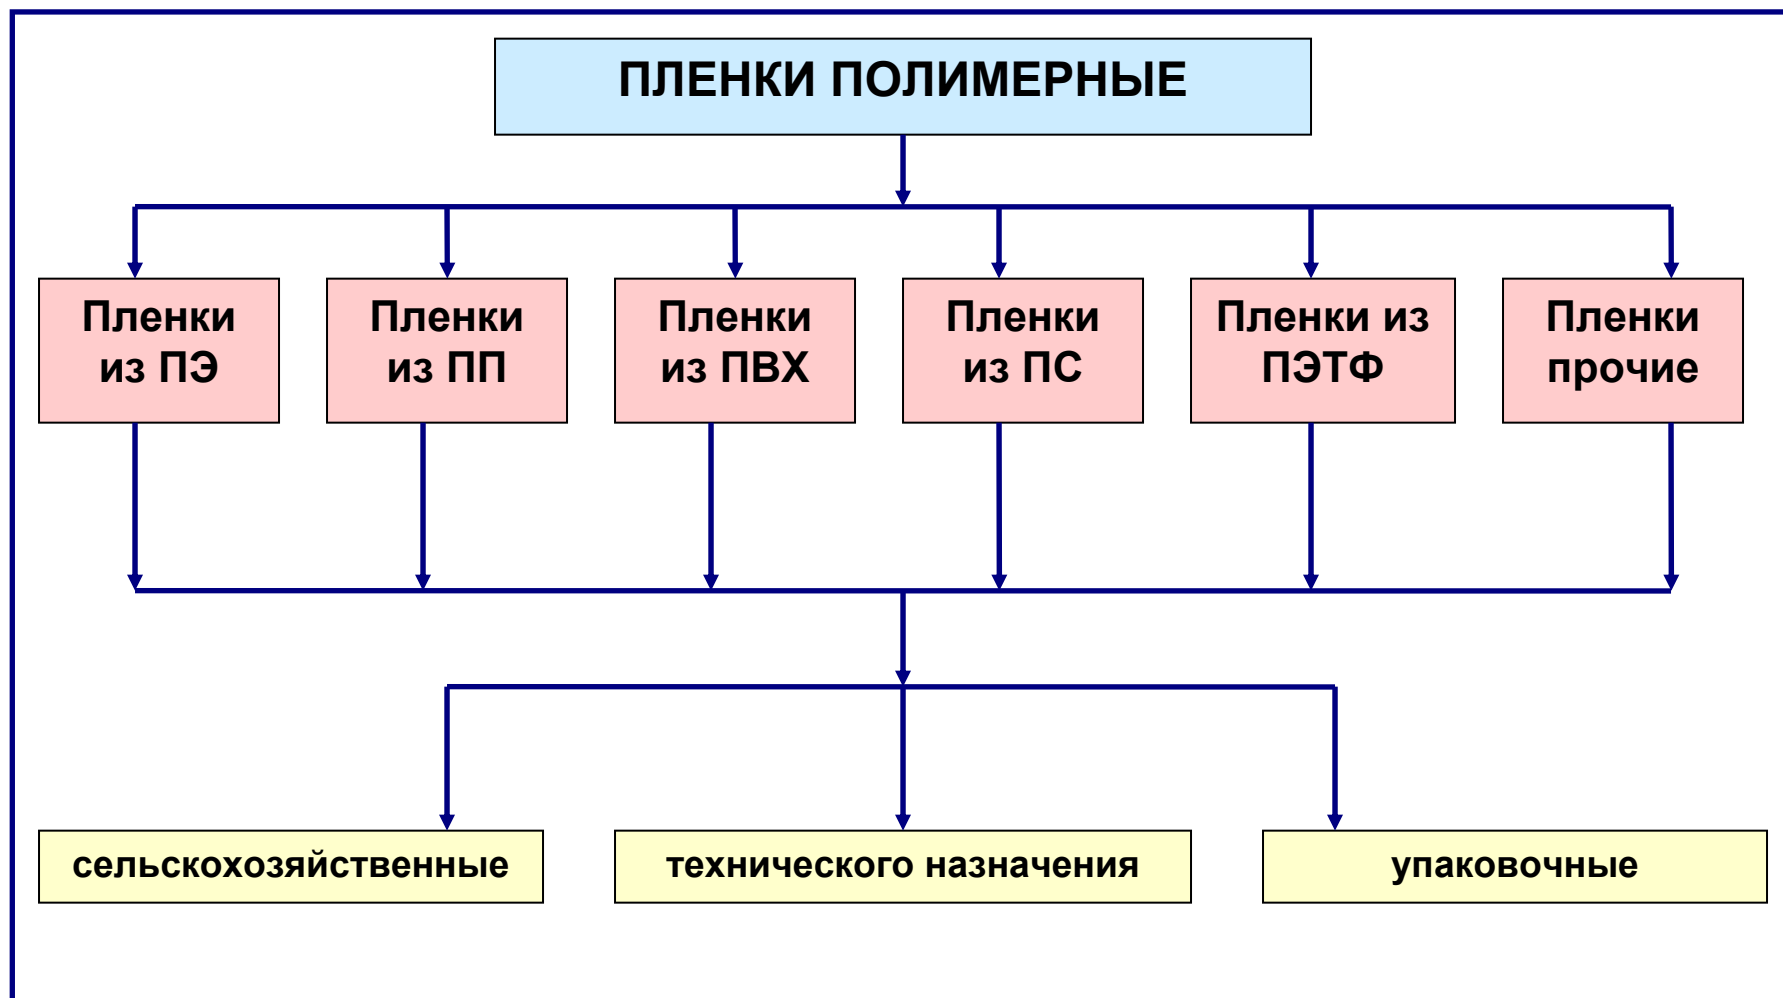 ПЛЕНКИ ПОЛИМЕРНЫЕ
Пленки
из ПЭ
Пленки
из ПП
Пленки
из ПВХ
Пленки
из ПС
Пленки из
ПЭТФ
Пленки
прочие
сельскохозяйственные
технического назначения
упаковочные